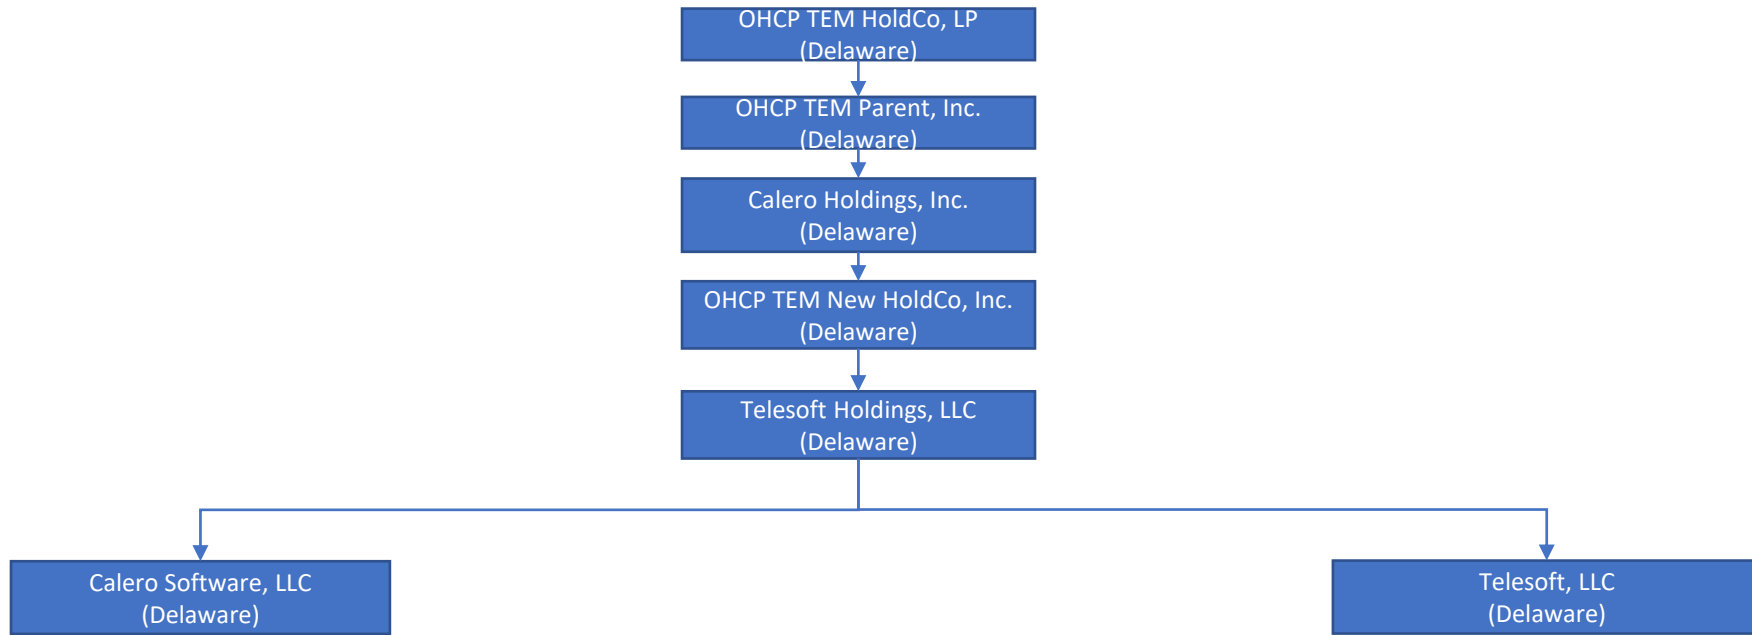 OHCP TEM HoldCo, LP
(Delaware)
OHCP TEM Parent, Inc.
(Delaware)
Calero Holdings, Inc.
(Delaware)
OHCP TEM New HoldCo, Inc.
(Delaware)
Telesoft Holdings, LLC
(Delaware)
Calero Software, LLC
(Delaware)
Telesoft, LLC
(Delaware)